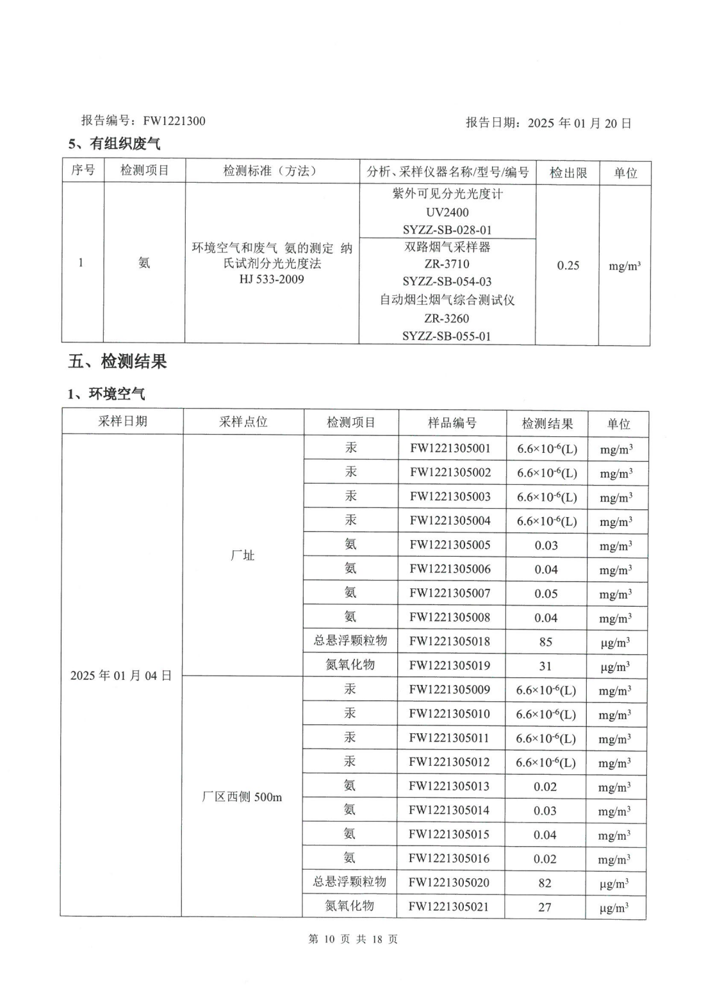 报告编号：FW1221300 报告日期：2025 年 01 月 20 日
5、有组织废气
序号 检测项目 检测标准（方法） 分析、采样仪器名称/型号/编号 检出限 单位
1 氨 环境空气和废气 氨的测定 纳
氏试剂分光光度法
HJ 533-2009
紫外可见分光光度计
UV2400
SYZZ-SB-028-01
双路烟气采样器
ZR-3710
SYZZ-SB-054-03
自动烟尘烟气综合测试仪
ZR-3260
SYZZ-SB-055-01
0.25 mg/m³
五、检测结果
1、环境空气
采样日期 采样点位 检测项目 样品编号 检测结果 单位
2025 年 01 月 04 日
厂址
汞 FW1221305001 6.6×10⁻⁶(L) mg/m³
汞 FW1221305002 6.6×10⁻⁶(L) mg/m³
汞 FW1221305003 6.6×10⁻⁶(L) mg/m³
汞 FW1221305004 6.6×10⁻⁶(L) mg/m³
氨 FW1221305005 0.03 mg/m³
氨 FW1221305006 0.04 mg/m³
氨 FW1221305007 0.05 mg/m³
氨 FW1221305008 0.04 mg/m³
总悬浮颗粒物 FW1221305018 85 μg/m³
氮氧化物 FW1221305019 31 μg/m³
厂区西侧 500m
汞 FW1221305009 6.6×10⁻⁶(L) mg/m³
汞 FW1221305010 6.6×10⁻⁶(L) mg/m³
汞 FW1221305011 6.6×10⁻⁶(L) mg/m³
汞 FW1221305012 6.6×10⁻⁶(L) mg/m³
氨 FW1221305013 0.02 mg/m³
氨 FW1221305014 0.03 mg/m³
氨 FW1221305015 0.04 mg/m³
氨 FW1221305016 0.02 mg/m³
总悬浮颗粒物 FW1221305020 82 μg/m³
氮氧化物 FW1221305021 27 μg/m³
第 10 页 共 18 页